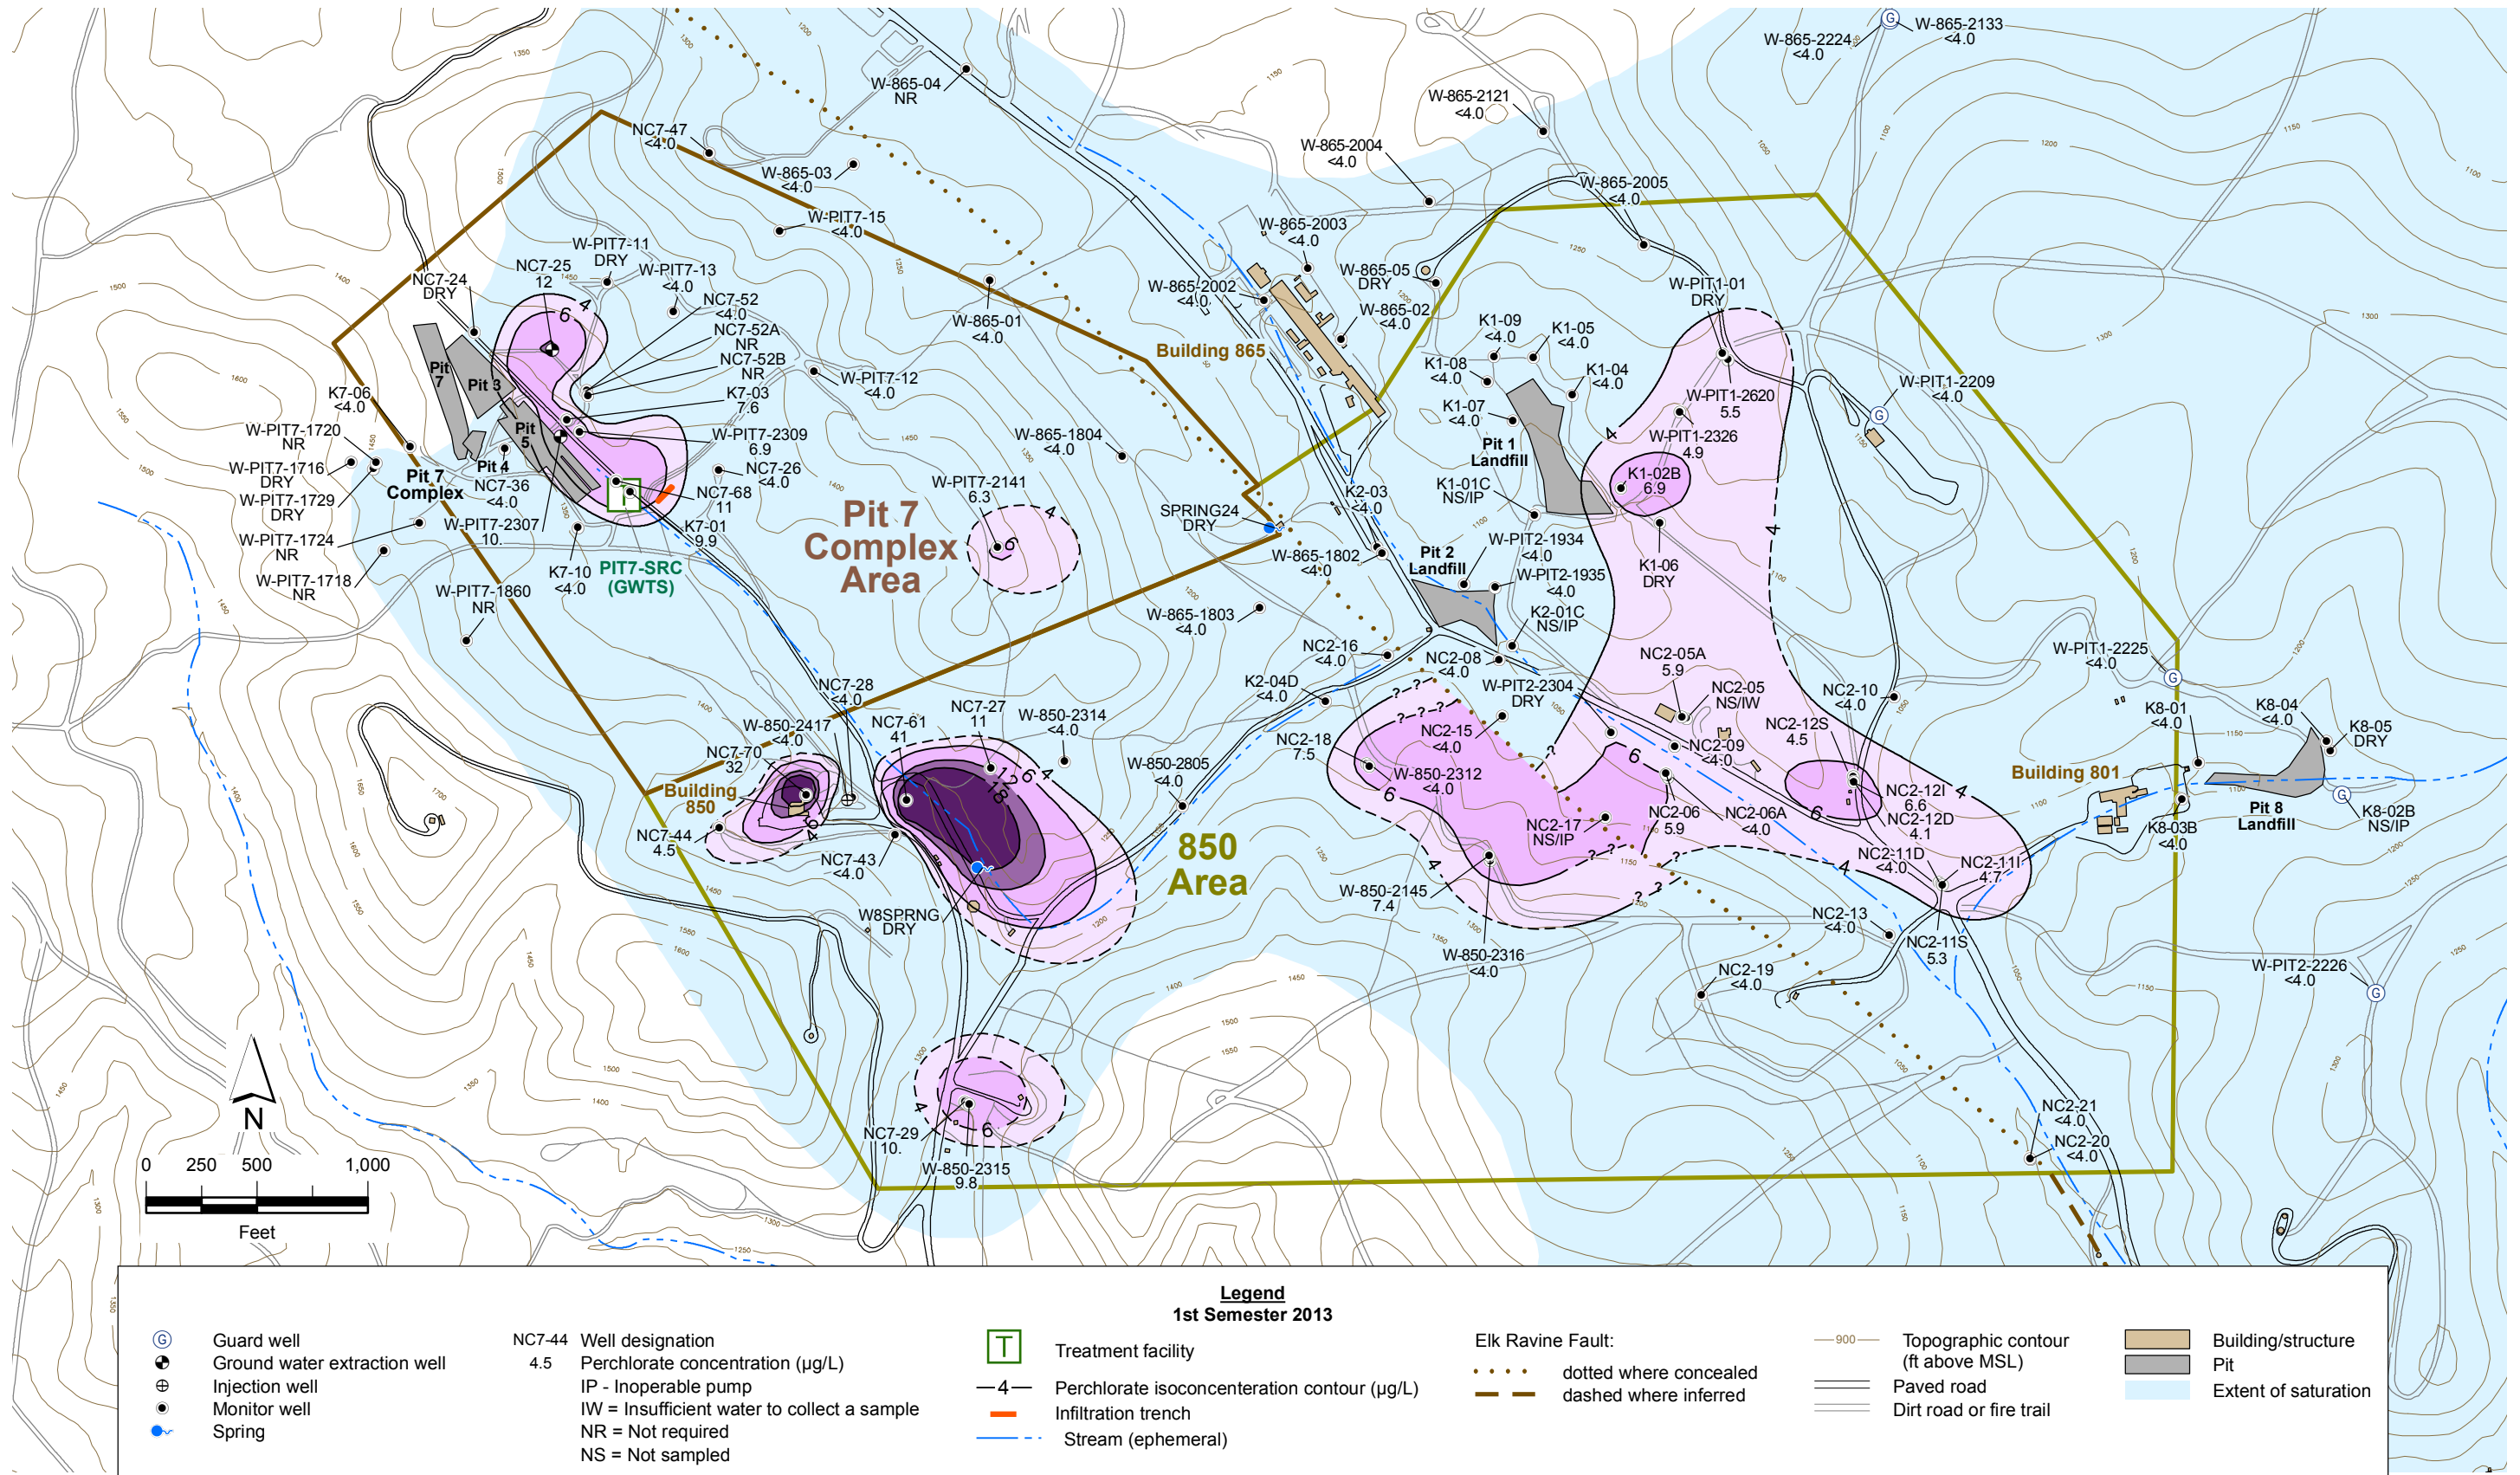 W-865-2133
<4.0
W-865-2224
<4.0
W-865-04
NR
W-865-2121
<4.0
NC7-47
<4.0
W-865-03
<4.0
W-865-2004
<4.0
W-865-2005
<4.0
W-PIT7-15
<4.0
W-865-2003
<4.0
W-PIT7-11
DRY
NC7-25
12
W-PIT7-13
<4.0
NC7-24
DRY
NC7-52
<4.0
NC7-52A
NR
NC7-52B
NR
W-865-01
<4.0
W-865-2002
<4.0
W-865-05
DRY
W-865-02
<4.0
W-PIT1-01
DRY
Building 865
K1-09
<4.0
K1-05
<4.0
K1-08
<4.0
K1-04
<4.0
K1-07
<4.0
W-PIT1-2620
5.5
W-PIT1-2209
<4.0
W-PIT1-2326
4.9
Pit
7
Pit 3
K7-06
<4.0
K7-03
7.6
W-PIT7-12
<4.0
W-PIT7-1720
NR
Pit
5
W-PIT7-2309
6.9
W-865-1804
<4.0
Pit 1
Landfill
W-PIT7-1716
DRY
Pit 7
Complex
Pit 4
NC7-36
<4.0
NC7-26
<4.0
W-PIT7-2141
6.3
K1-01C
NS/IP
K1-02B
6.9
W-PIT7-1729
DRY
NC7-68
11
K2-03
<4.0
SPRING24
DRY
W-PIT7-2307
10.
W-PIT7-1724
NR
K7-01
9.9
Pit 7
Complex
Area
W-865-1802
<4.0
Pit 2
Landfill
W-PIT2-1934
<4.0
K1-06
DRY
W-PIT7-1718
NR
K7-10
<4.0
PIT7-SRC
(GWTS)
W-PIT2-1935
<4.0
W-PIT7-1860
NR
W-865-1803
<4.0
K2-01C
NS/IP
NC2-16
<4.0
NC2-08
<4.0
NC2-05A
5.9
W-PIT1-2225
<4.0
NC7-28
<4.0
K2-04D
<4.0
W-PIT2-2304
DRY
NC2-05
NS/IW
NC2-10
<4.0
W-850-2417
<4.0
NC7-61
41
NC7-27
11
W-850-2314
<4.0
NC2-18
7.5
NC2-15
<4.0
NC2-12S
4.5
K8-01
<4.0
K8-04
<4.0
K8-05
DRY
NC7-70
32
W-850-2805
<4.0
W-850-2312
<4.0
NC2-09
<4.0
Building 801
Building
850
NC2-12I
6.6
NC2-12D
4.1
NC2-06
5.9
NC2-06A
<4.0
NC2-17
NS/IP
Pit 8
Landfill
K8-02B
NS/IP
K8-03B
<4.0
NC7-44
4.5
NC7-43
<4.0
850
Area
NC2-11D
<4.0
NC2-11I
4.7
W-850-2145
7.4
W8SPRNG
DRY
NC2-13
<4.0
NC2-11S
5.3
W-850-2316
<4.0
NC2-19
<4.0
W-PIT2-2226
<4.0
NC7-29
10.
W-850-2315
9.8
NC2-21
<4.0
NC2-20
<4.0
N
0 250 500 1,000
Feet
Legend
1st Semester 2013
G Guard well
Ground water extraction well
Injection well
Monitor well
Spring
NC7-44 Well designation
4.5 Perchlorate concentration (µg/L)
IP - Inoperable pump
IW = Insufficient water to collect a sample
NR = Not required
NS = Not sampled
T Treatment facility
4 Perchlorate isoconcenteration contour (µg/L)
Infiltration trench
Stream (ephemeral)
Elk Ravine Fault:
dotted where concealed
dashed where inferred
900 Topographic contour
(ft above MSL)
Paved road
Dirt road or fire trail
Building/structure
Pit
Extent of saturation